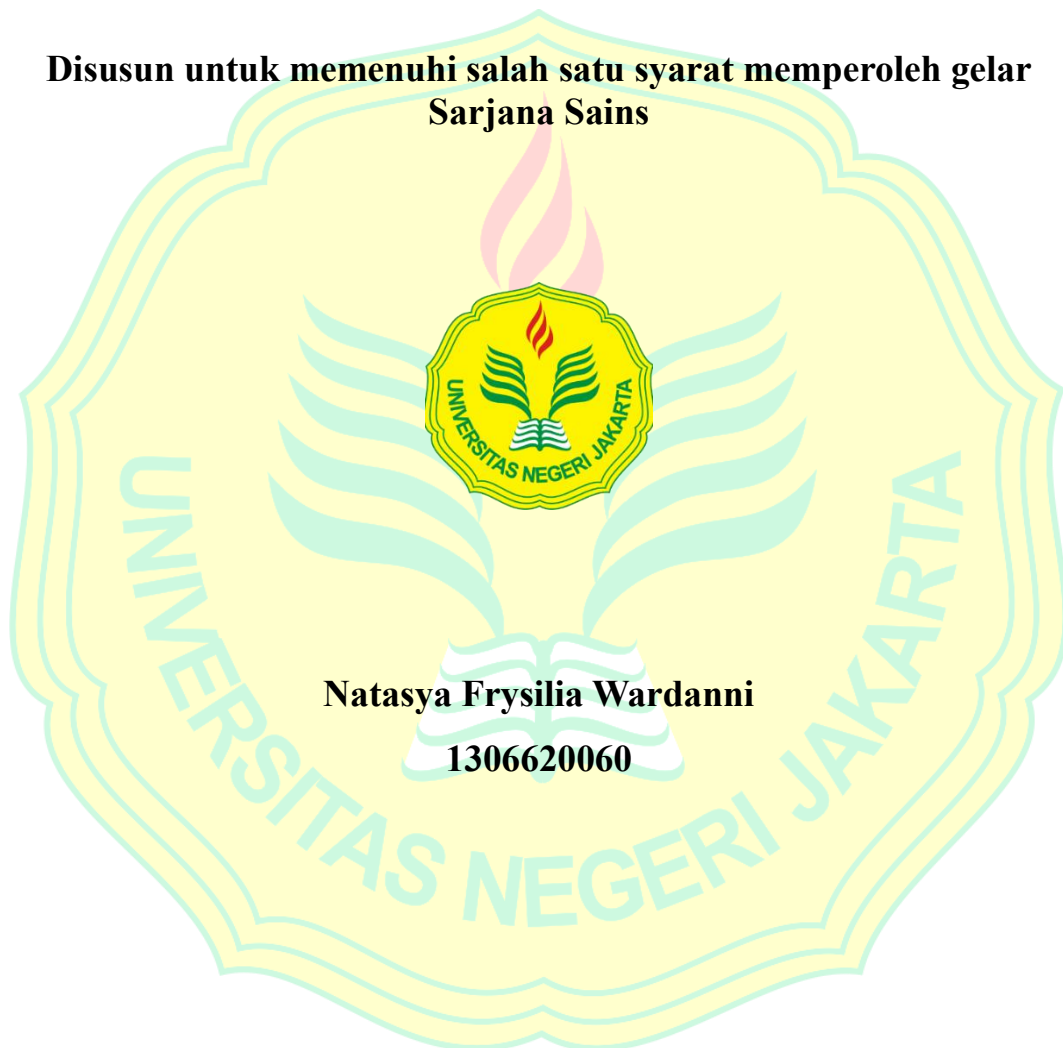 Disusun untuk memenuhi salah satu syarat memperoleh gelar
Sarjana Sains
UNIVERSITAS NEGERI JAKARTA
Natasya Frysilia Wardanni
1306620060
UNIVERSITAS NEGERI JAKARTA